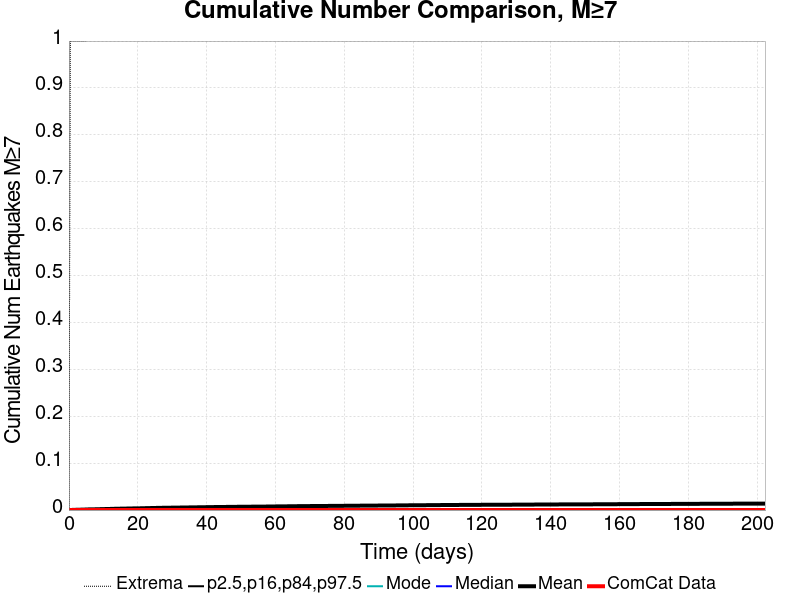 Cumulative Number Comparison, M≥7
Cumulative Num Earthquakes M≥7
1
0.9
0.8
0.7
0.6
0.5
0.4
0.3
0.2
0.1
0
0 20 40 60 80 100 120 140 160 180 200
Time (days)
Extrema p2.5,p16,p84,p97.5 Mode Median Mean ComCat Data